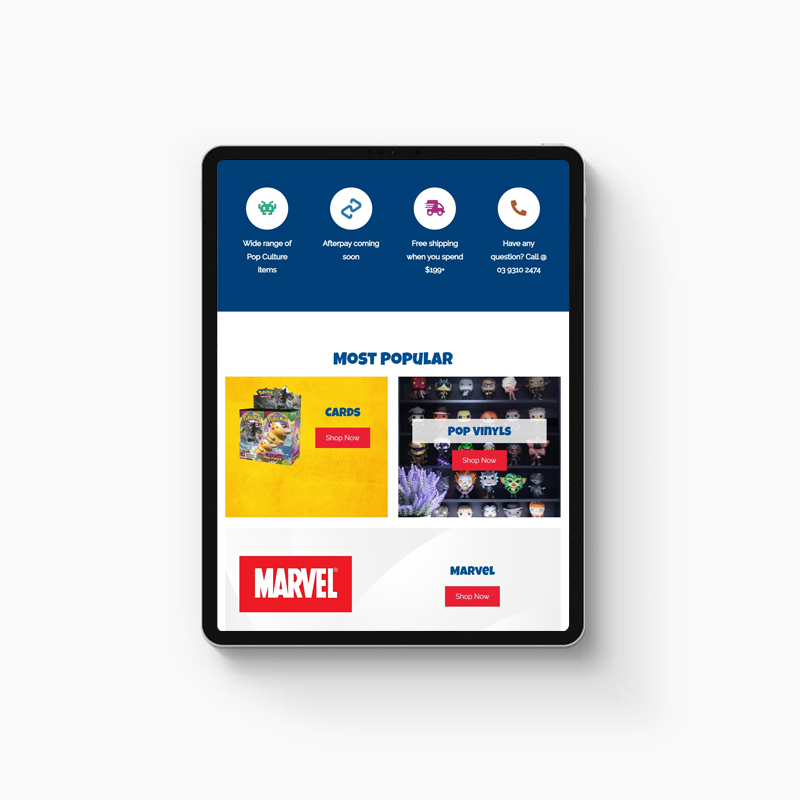 Wide range of
Pop Culture
items
Afterpay coming
soon
Free shipping
when you spend
$199+
Have any
question? Call @
03 9310 2474
Most Popular
Cards
Shop Now
Pop Vinyls
Shop Now
MARVEL
Marvel
Shop Now